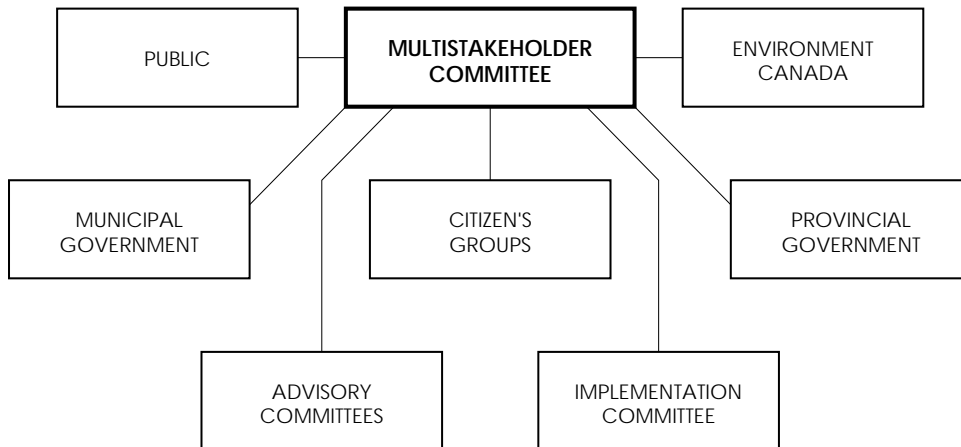 PUBLIC
MULTISTAKEHOLDER
COMMITTEE
ENVIRONMENT
CANADA
MUNICIPAL
GOVERNMENT
CITIZEN'S
GROUPS
PROVINCIAL
GOVERNMENT
ADVISORY
COMMITTEES
IMPLEMENTATION
COMMITTEE